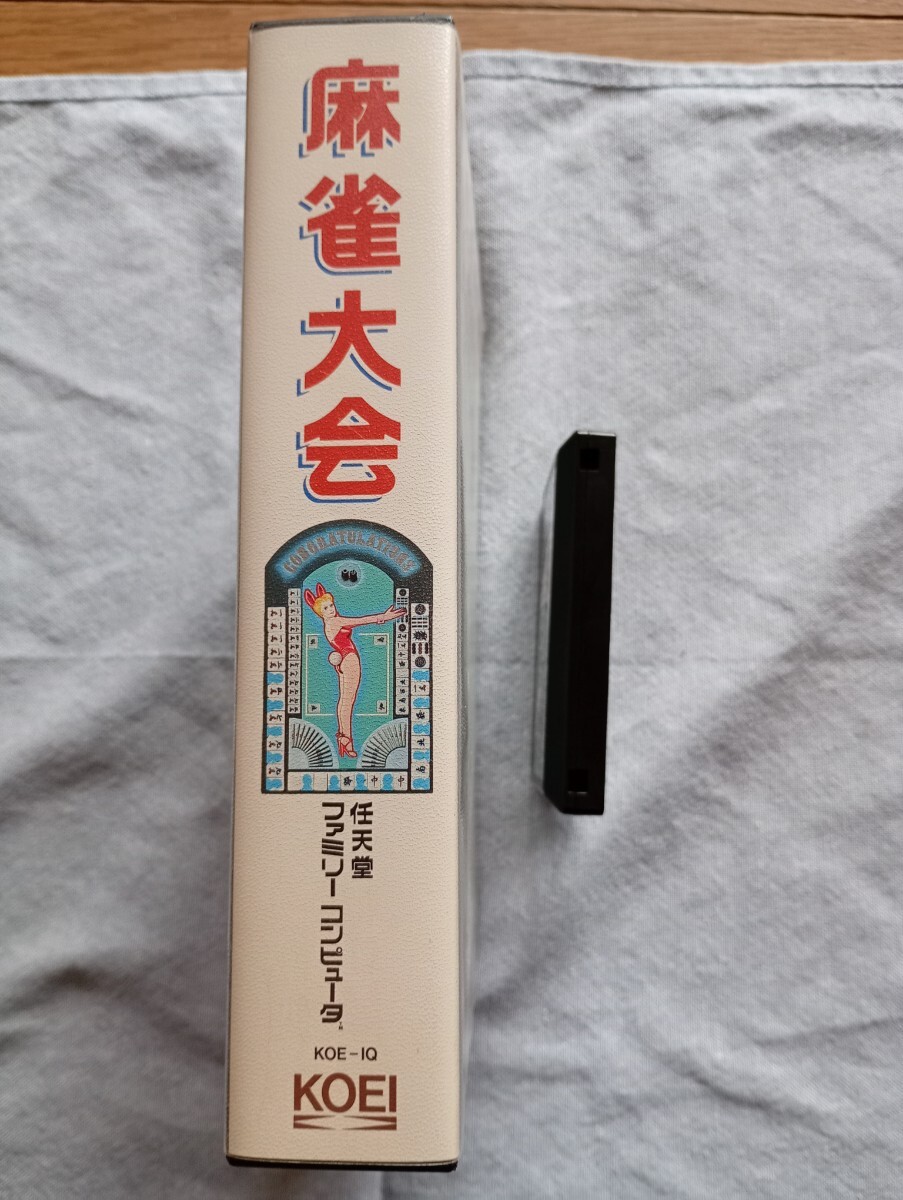 麻雀大会
CONGRATULATIONS
任天堂
ファミリーコンピュータ
KOE-IQ
KOEI